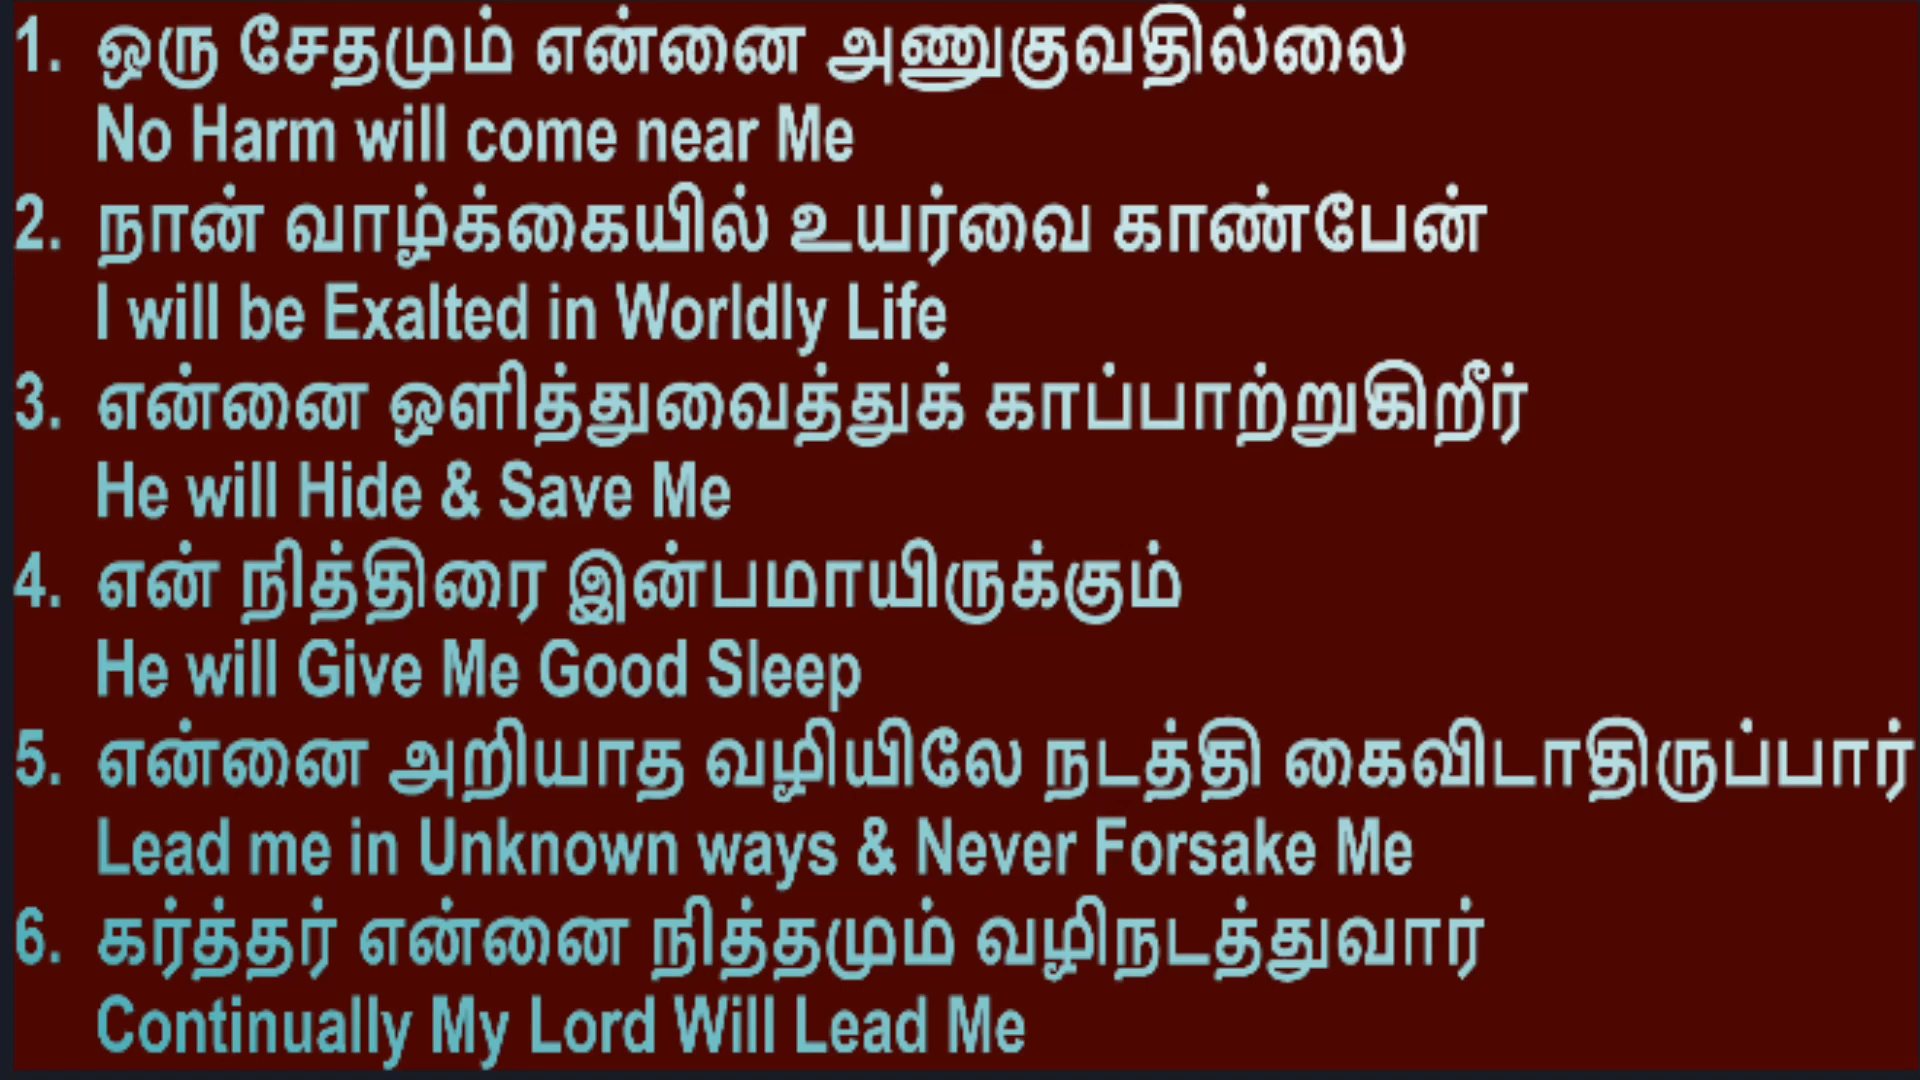 1. ஒரு சேதமும் என்னை அணுகுவதில்லை
No Harm will come near Me
2. நான் வாழ்க்கையில் உயர்வை காண்பேன்
I will be Exalted in Worldly Life
3. என்னை ஒளித்துவைத்துக் காப்பாற்றுகிறீர்
He will Hide & Save Me
4. என் நித்திரை இன்பமாயிருக்கும்
He will Give Me Good Sleep
5. என்னை அறியாத வழியிலே நடத்தி கைவிடாதிருப்பார்
Lead me in Unknown ways & Never Forsake Me
6. கர்த்தர் என்னை நித்தமும் வழிநடத்துவார்
Continually My Lord Will Lead Me